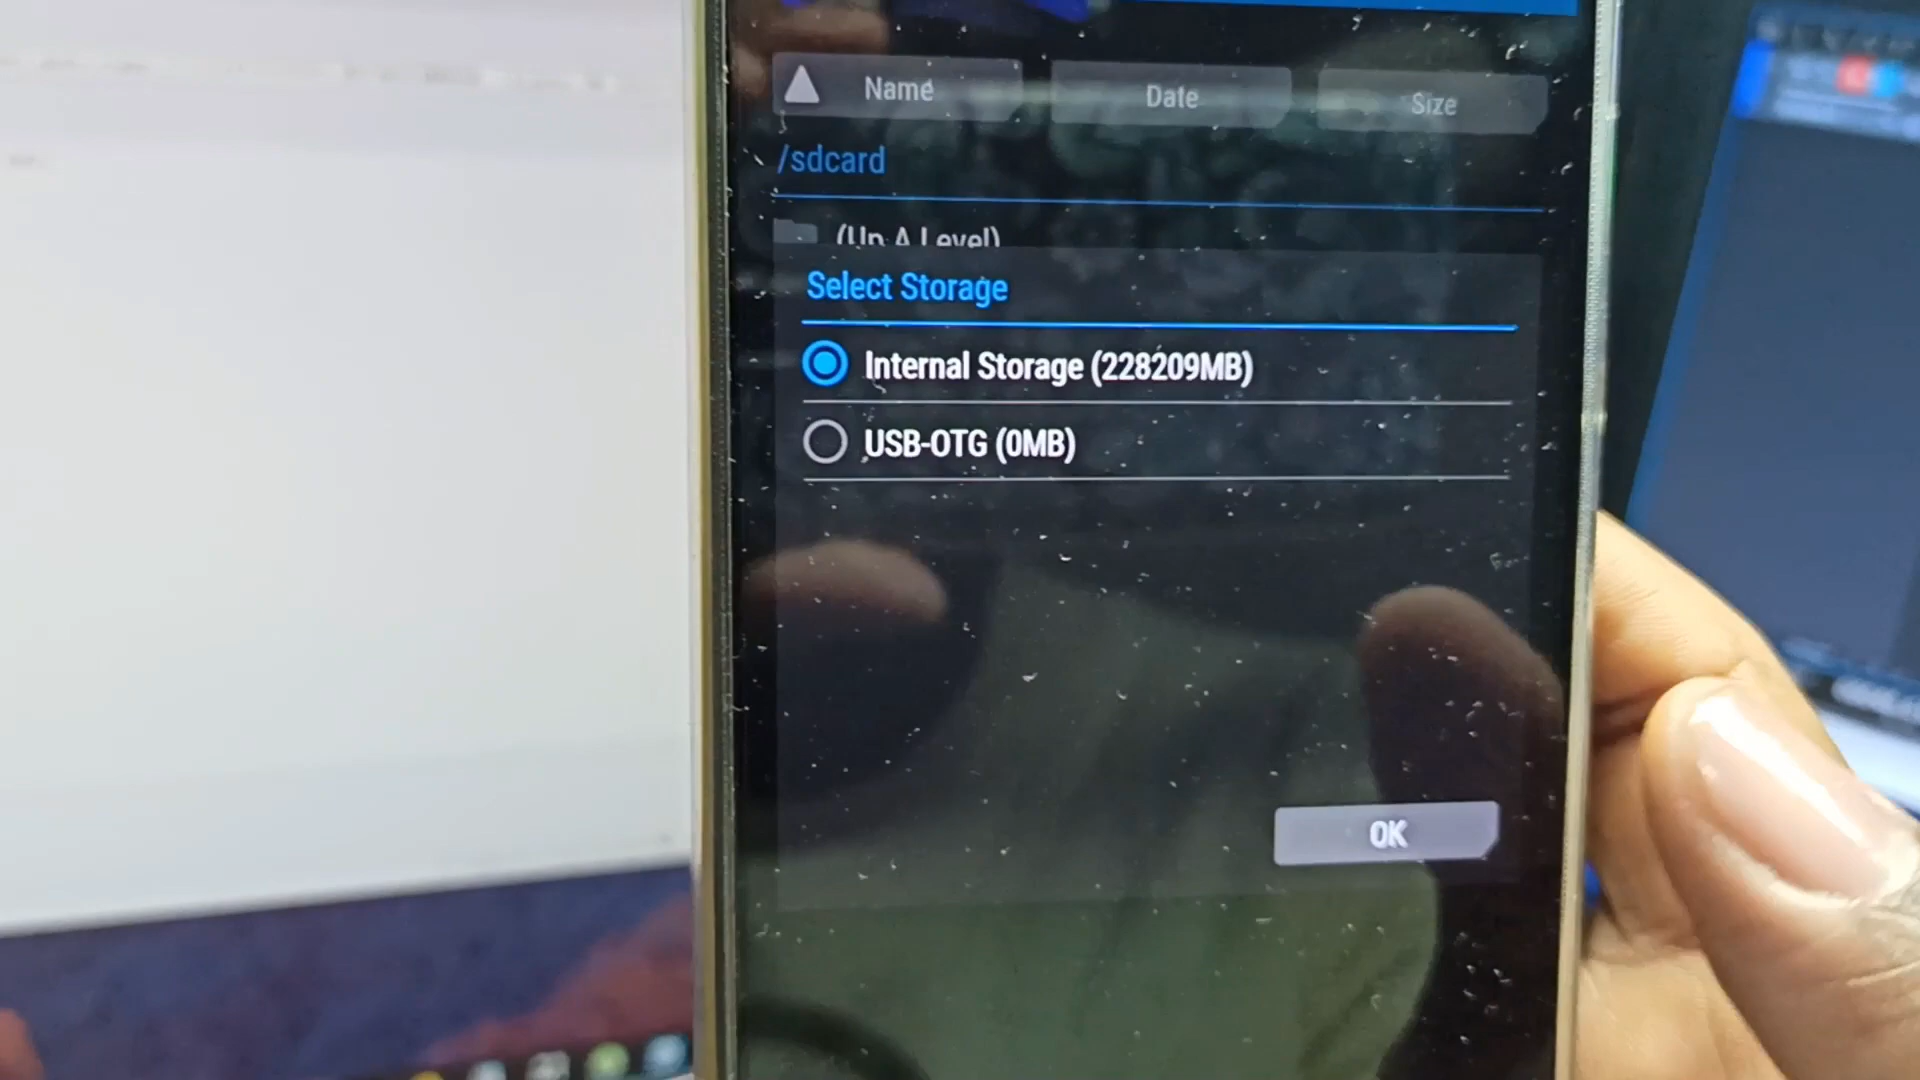 Name Date Size
/sdcard
(Up A Level)
Select Storage
Internal Storage (228209MB)
USB-OTG (0MB)
OK